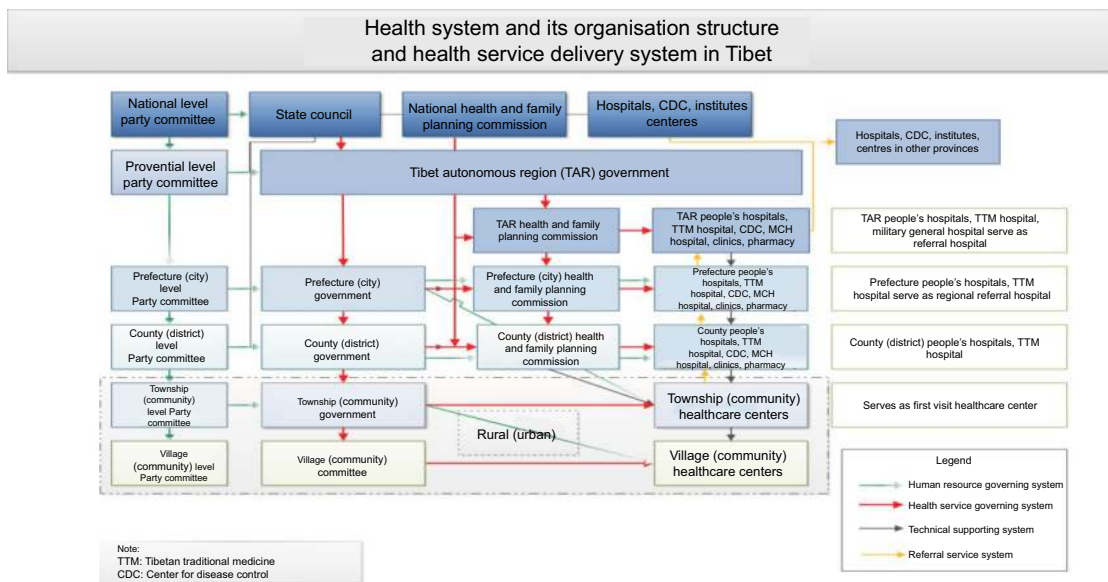 Health system and its organisation structure
and health service delivery system in Tibet
National level
party committee
State council
National health and family
planning commission
Hospitals, CDC, institutes
centeres
Hospitals, CDC, institutes,
centres in other provinces
Provential level
party committee
Tibet autonomous region (TAR) government
TAR health and family
planning commission
TAR people's hospitals,
TTM hospital, CDC, MCH
hospital, clinics, pharmacy
TAR people's hospitals, TTM hospital,
military general hospital serve as
referral hospital
Prefecture (city)
level
Party committee
Prefecture (city)
government
Prefecture (city) health
and family planning
commission
Prefecture people's
hospitals, TTM
hospital, CDC, MCH
hospital, clinics, pharmacy
Prefecture people's hospitals, TTM
hospital serve as regional referral hospital
County (district)
level
Party committee
County (district)
government
County (district) health
and family planning
commission
County people's
hospitals, TTM
hospital, CDC, MCH
hospital, clinics, pharmacy
County (district) people's hospitals, TTM
hospital
Township
(community)
level Party
committee
Township (community)
government
Township (community)
healthcare centers
Serves as first visit healthcare center
Rural (urban)
Village
(community) level
Party committee
Village (community)
committee
Village (community)
healthcare centers
Legend
Human resource governing system
Health service governing system
Technical supporting system
Referral service system
Note:
TTM: Tibetan traditional medicine
CDC: Center for disease control